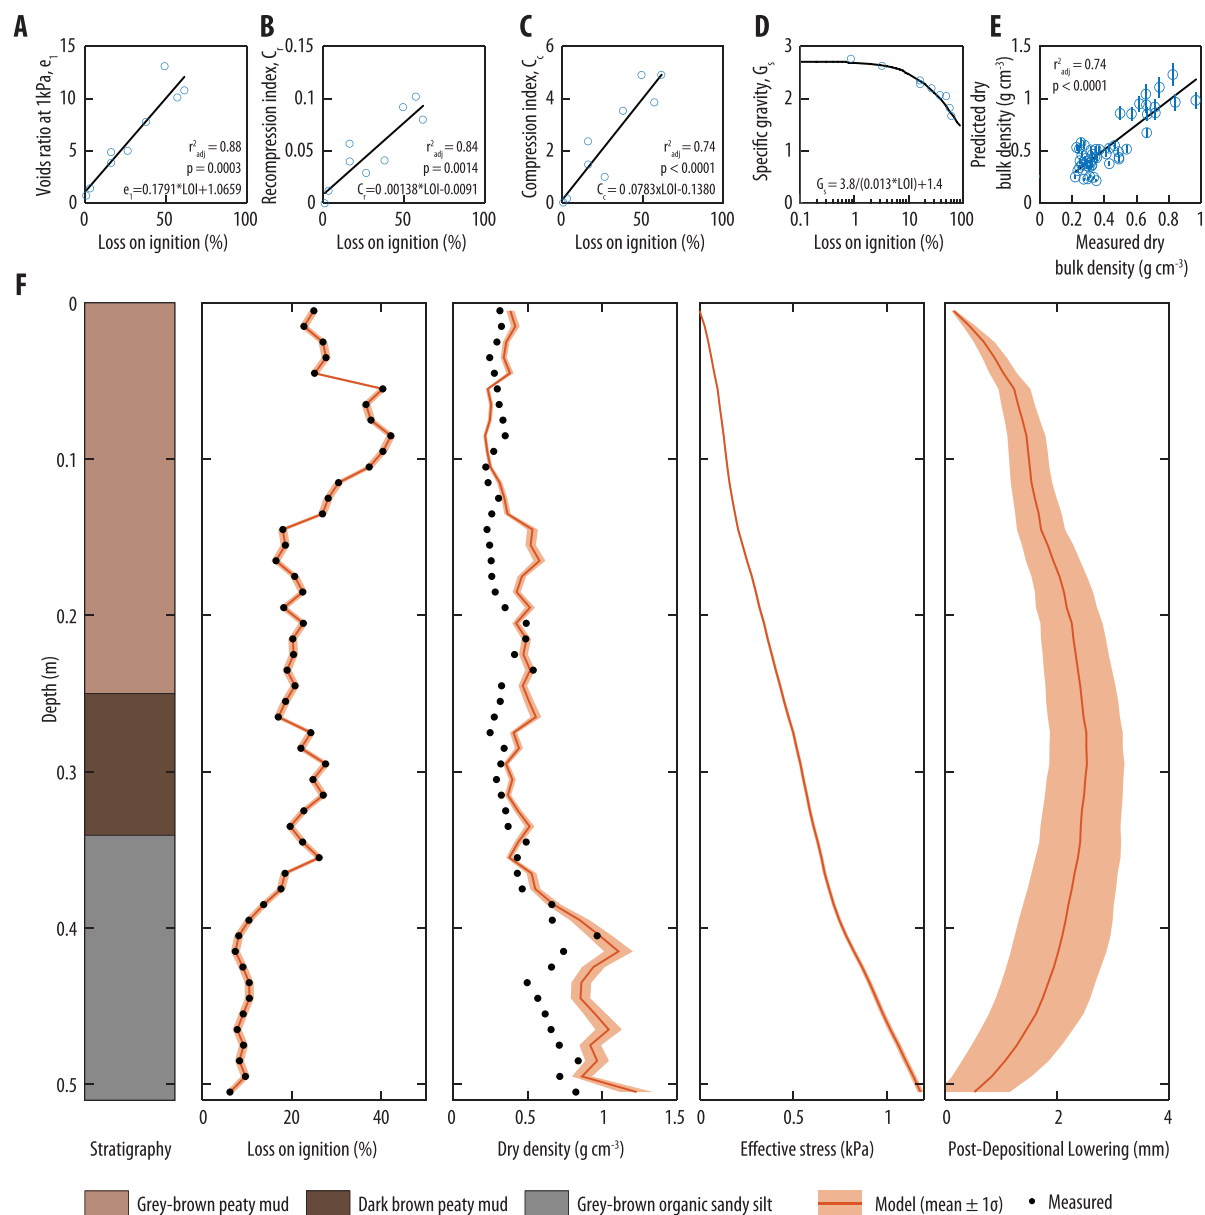 A
Voids ratio at 1kPa, e1
15
10
5
0
r²adj = 0.88
p = 0.0003
e1=0.1791*LOI+1.0659
0 50 100
Loss on ignition (%)
B
Recompression index, Cr
0.15
0.1
0.05
0
r²adj = 0.84
p = 0.0014
Cr=0.00138*LOI-0.0091
0 50 100
Loss on ignition (%)
C
Compression index, Cc
6
4
2
0
r²adj = 0.74
p < 0.0001
Cc= 0.0783xLOI-0.1380
0 50 100
Loss on ignition (%)
D
Specific gravity, Gs
3
2
1
0
Gs= 3.8/(0.013*LOI)+1.4
0.1 1 10 100
Loss on ignition (%)
E
Predicted dry
bulk density (g cm-3)
1.5
1
0.5
0
r²adj = 0.74
p < 0.0001
0 0.2 0.4 0.6 0.8 1
Measured dry
bulk density (g cm-3)
F
Depth (m)
0
0.1
0.2
0.3
0.4
0.5
0 20 40
0 0.5 1 1.5
0 0.5 1
0 2 4
Stratigraphy
Loss on ignition (%)
Dry density (g cm-3)
Effective stress (kPa)
Post-Depositional Lowering (mm)
Grey-brown peaty mud
Dark brown peaty mud
Grey-brown organic sandy silt
Model (mean ± 1σ)
Measured